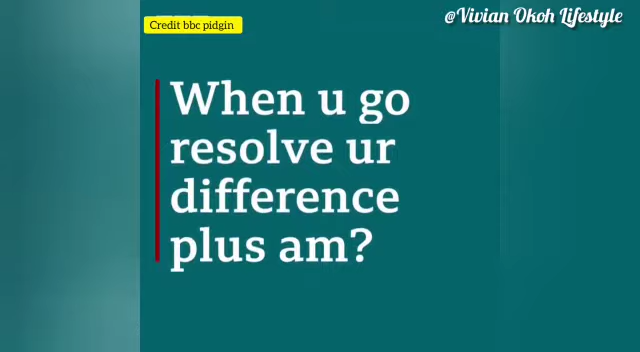 Credit bbc pidgin
@Vivian Okoh Lifestyle
When u go
resolve ur
difference
plus am?